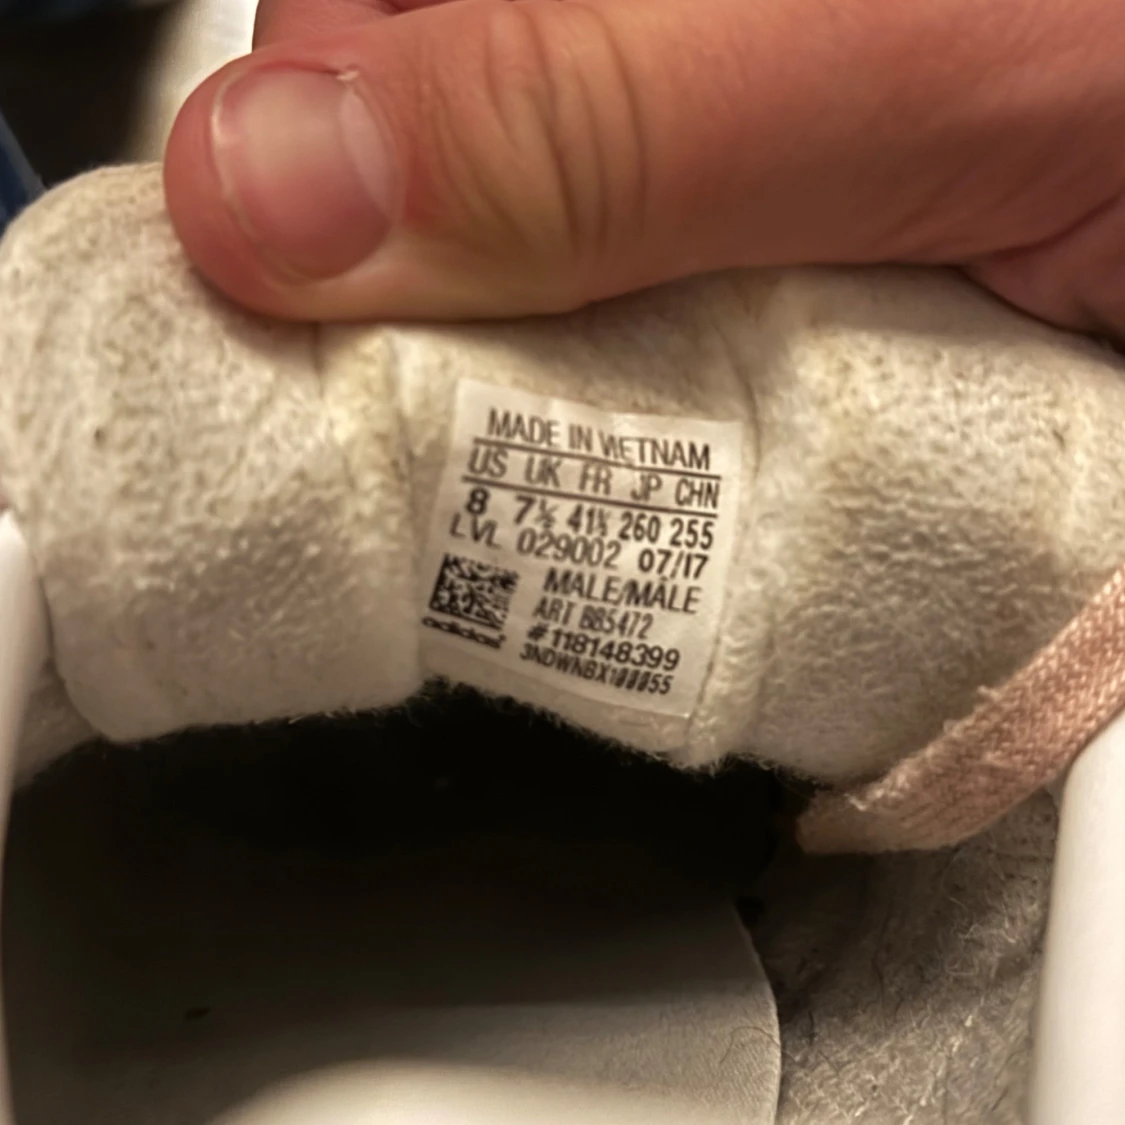 MADE IN VIETNAM
US UK FR JP CHN
8 7½ 41⅓ 260 255
LVL 029002 07/17
MALE/MÂLE
ART BB5472
#118148399